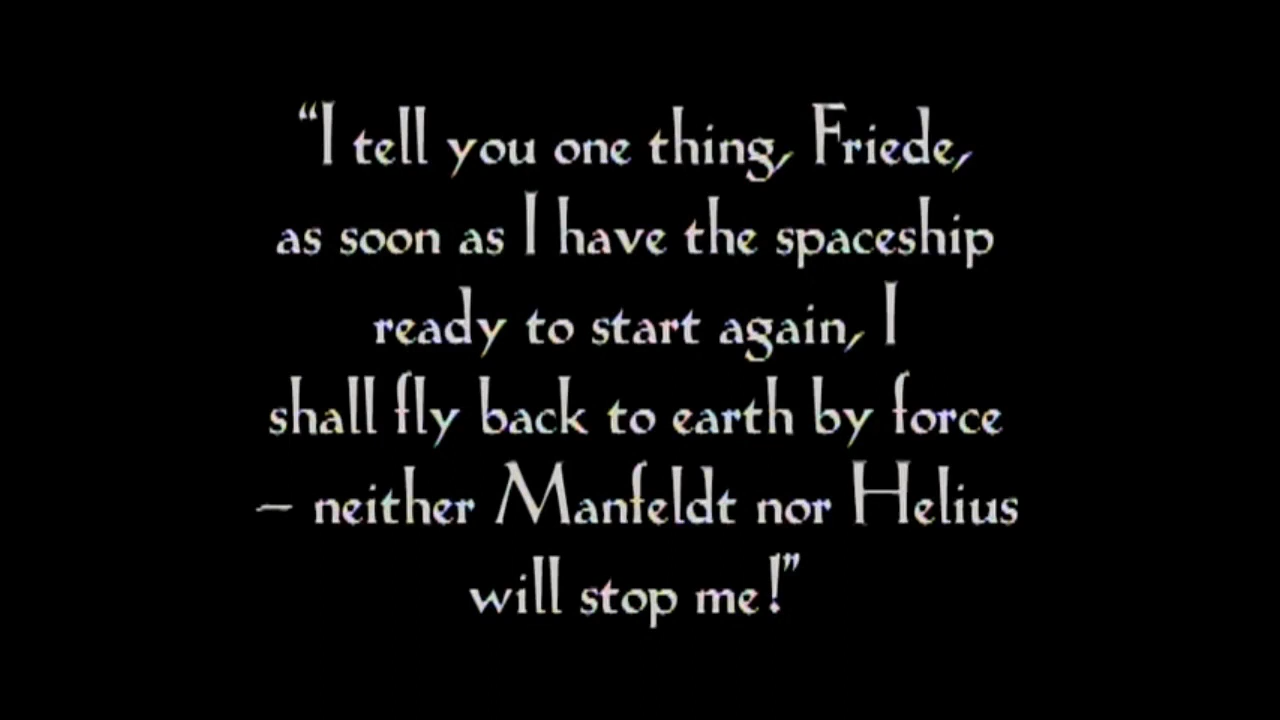 “I tell you one thing, Friede,
as soon as I have the spaceship
ready to start again, I
shall fly back to earth by force
– neither Manfeldt nor Helius
will stop me!”